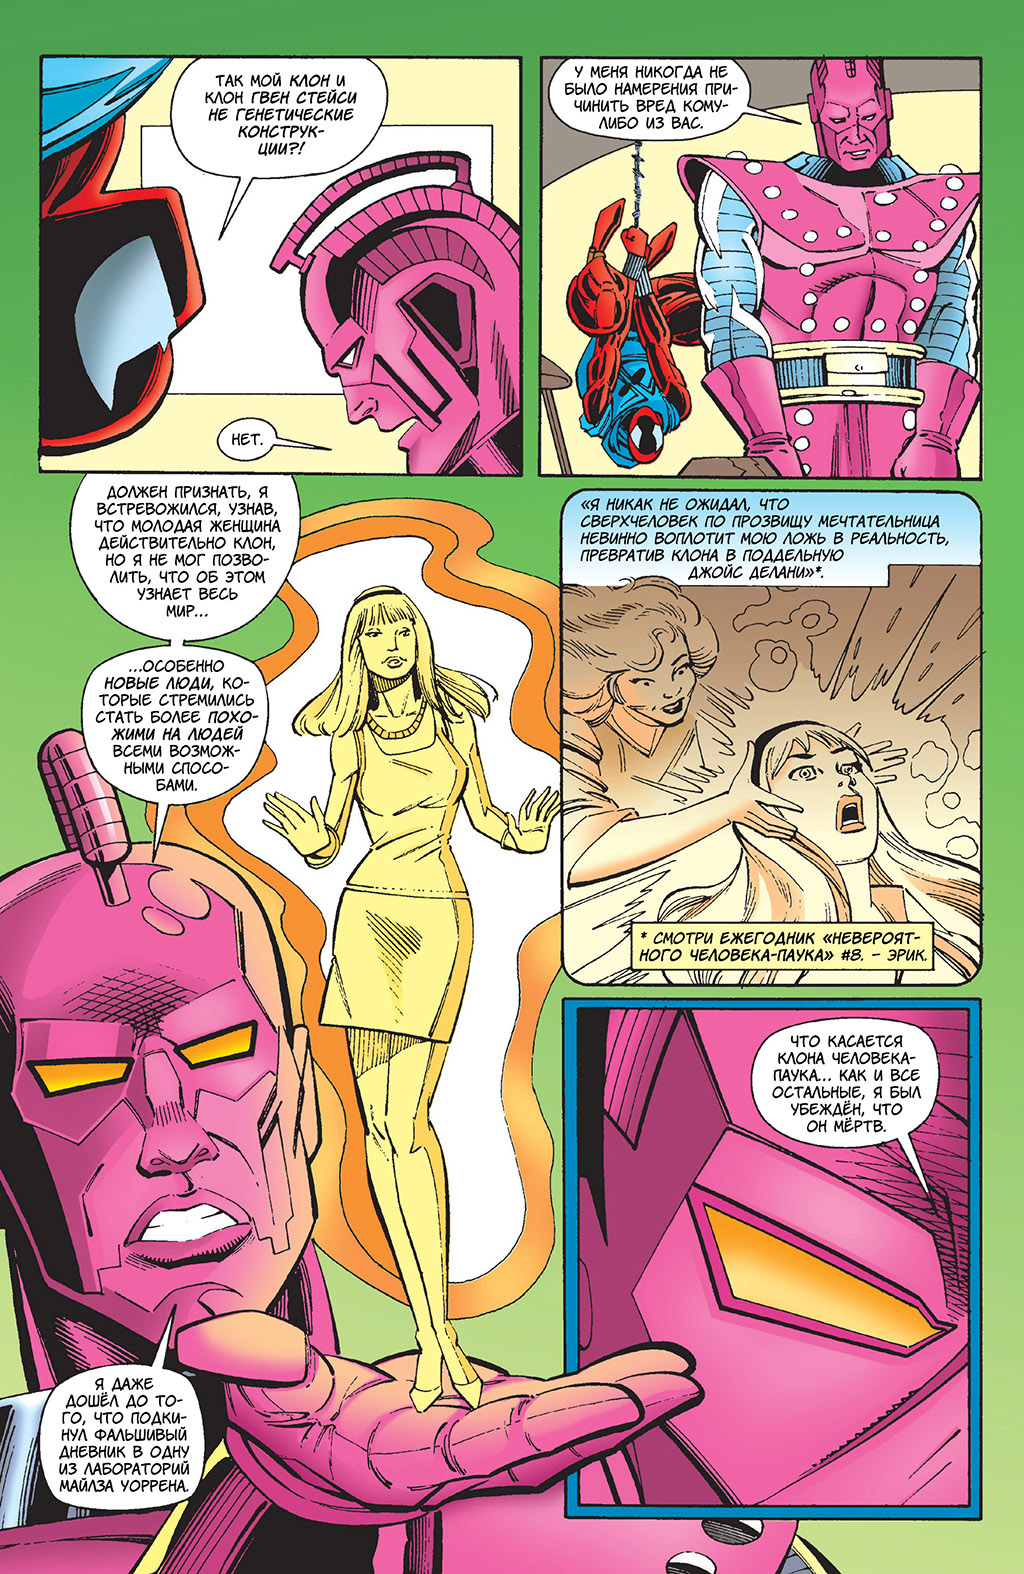 ТАК МОЙ КЛОН И
КЛОН ГВЕН СТЕЙСИ
НЕ ГЕНЕТИЧЕСКИЕ
КОНСТРУК-
ЦИИ?!
НЕТ.
У МЕНЯ НИКОГДА НЕ
БЫЛО НАМЕРЕНИЯ ПРИ-
ЧИНИТЬ ВРЕД КОМУ-
ЛИБО ИЗ ВАС.
ДОЛЖЕН ПРИЗНАТЬ, Я
ВСТРЕВОЖИЛСЯ, УЗНАВ,
ЧТО МОЛОДАЯ ЖЕНЩИНА
ДЕЙСТВИТЕЛЬНО КЛОН,
НО Я НЕ МОГ ПОЗВО-
ЛИТЬ, ЧТО ОБ ЭТОМ
УЗНАЕТ ВЕСЬ
МИР...
...ОСОБЕННО
НОВЫЕ ЛЮДИ, КО-
ТОРЫЕ СТРЕМИЛИСЬ
СТАТЬ БОЛЕЕ ПОХО-
ЖИМИ НА ЛЮДЕЙ
ВСЕМИ ВОЗМОЖ-
НЫМИ СПОСО-
БАМИ.
Я ДАЖЕ
ДОШЁЛ ДО ТО-
ГО, ЧТО ПОДКИ-
НУЛ ФАЛЬШИВЫЙ
ДНЕВНИК В ОДНУ
ИЗ ЛАБОРАТОРИЙ
МАЙЛЗА УОРРЕНА.
«Я НИКАК НЕ ОЖИДАЛ, ЧТО
СВЕРХЧЕЛОВЕК ПО ПРОЗВИЩУ МЕЧТАТЕЛЬНИЦА
НЕВИННО ВОПЛОТИТ МОЮ ЛОЖЬ В РЕАЛЬНОСТЬ,
ПРЕВРАТИВ КЛОНА В ПОДДЕЛЬНУЮ
ДЖОЙС ДЕЛАНИ»*.
* СМОТРИ ЕЖЕГОДНИК «НЕВЕРОЯТ-
НОГО ЧЕЛОВЕКА-ПАУКА» #8. – ЭРИК.
ЧТО КАСАЕТСЯ
КЛОНА ЧЕЛОВЕКА-
ПАУКА... КАК И ВСЕ
ОСТАЛЬНЫЕ, Я БЫЛ
УБЕЖДЁН, ЧТО
ОН МЁРТВ.